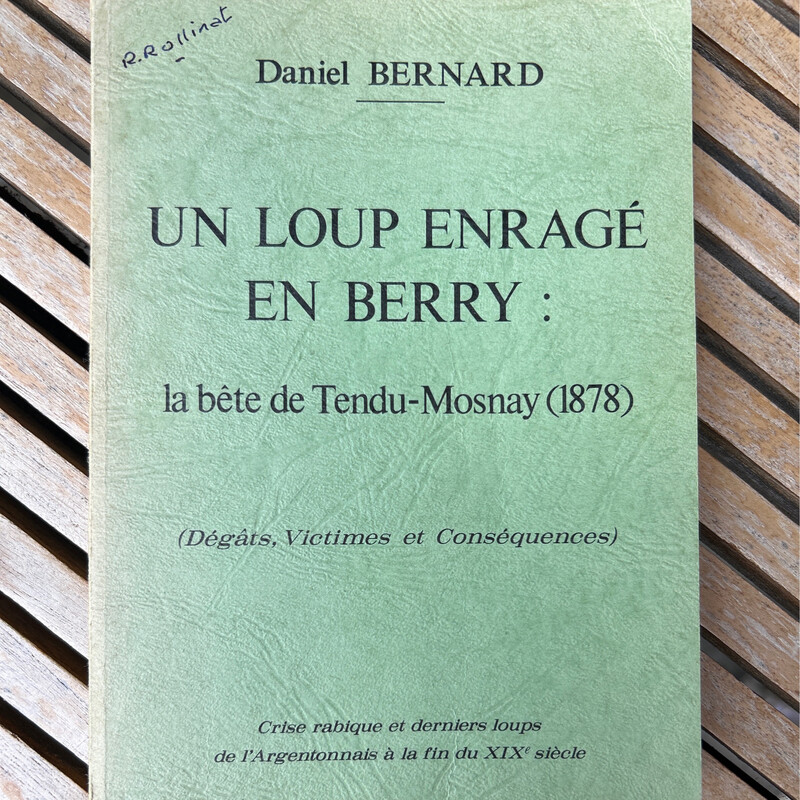 R. Rollinat
Daniel BERNARD
UN LOUP ENRAGÉ
EN BERRY :
la bête de Tendu-Mosnay (1878)
(Dégâts, Victimes et Conséquences)
Crise rabique et derniers loups
de l'Argentonnais à la fin du XIXᵉ siècle